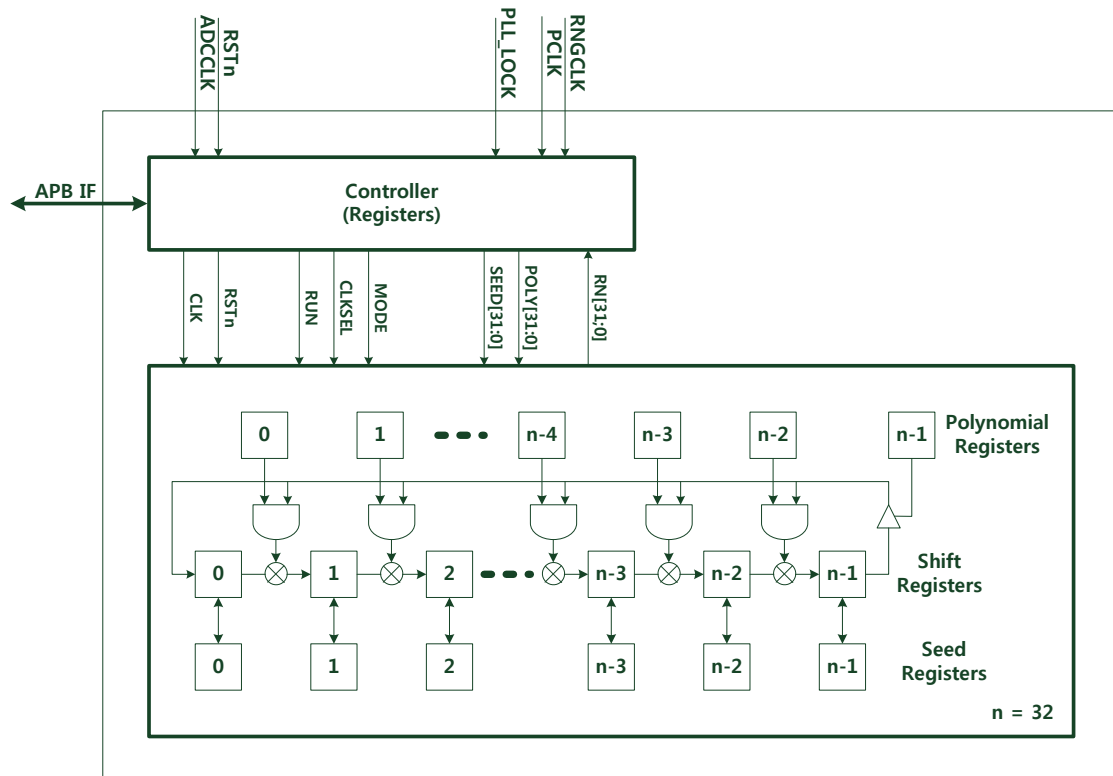 ADCCLK
RSTn
PLL_LOCK
PCLK
RNGCLK
APB IF
Controller
(Registers)
CLK
RSTn
RUN
CLKSEL
MODE
SEED[31:0]
POLY[31:0]
RN[31;0]
0 1 n-4 n-3 n-2 n-1
Polynomial
Registers
0 1 2 n-3 n-2 n-1
Shift
Registers
0 1 2 n-3 n-2 n-1
Seed
Registers
n = 32